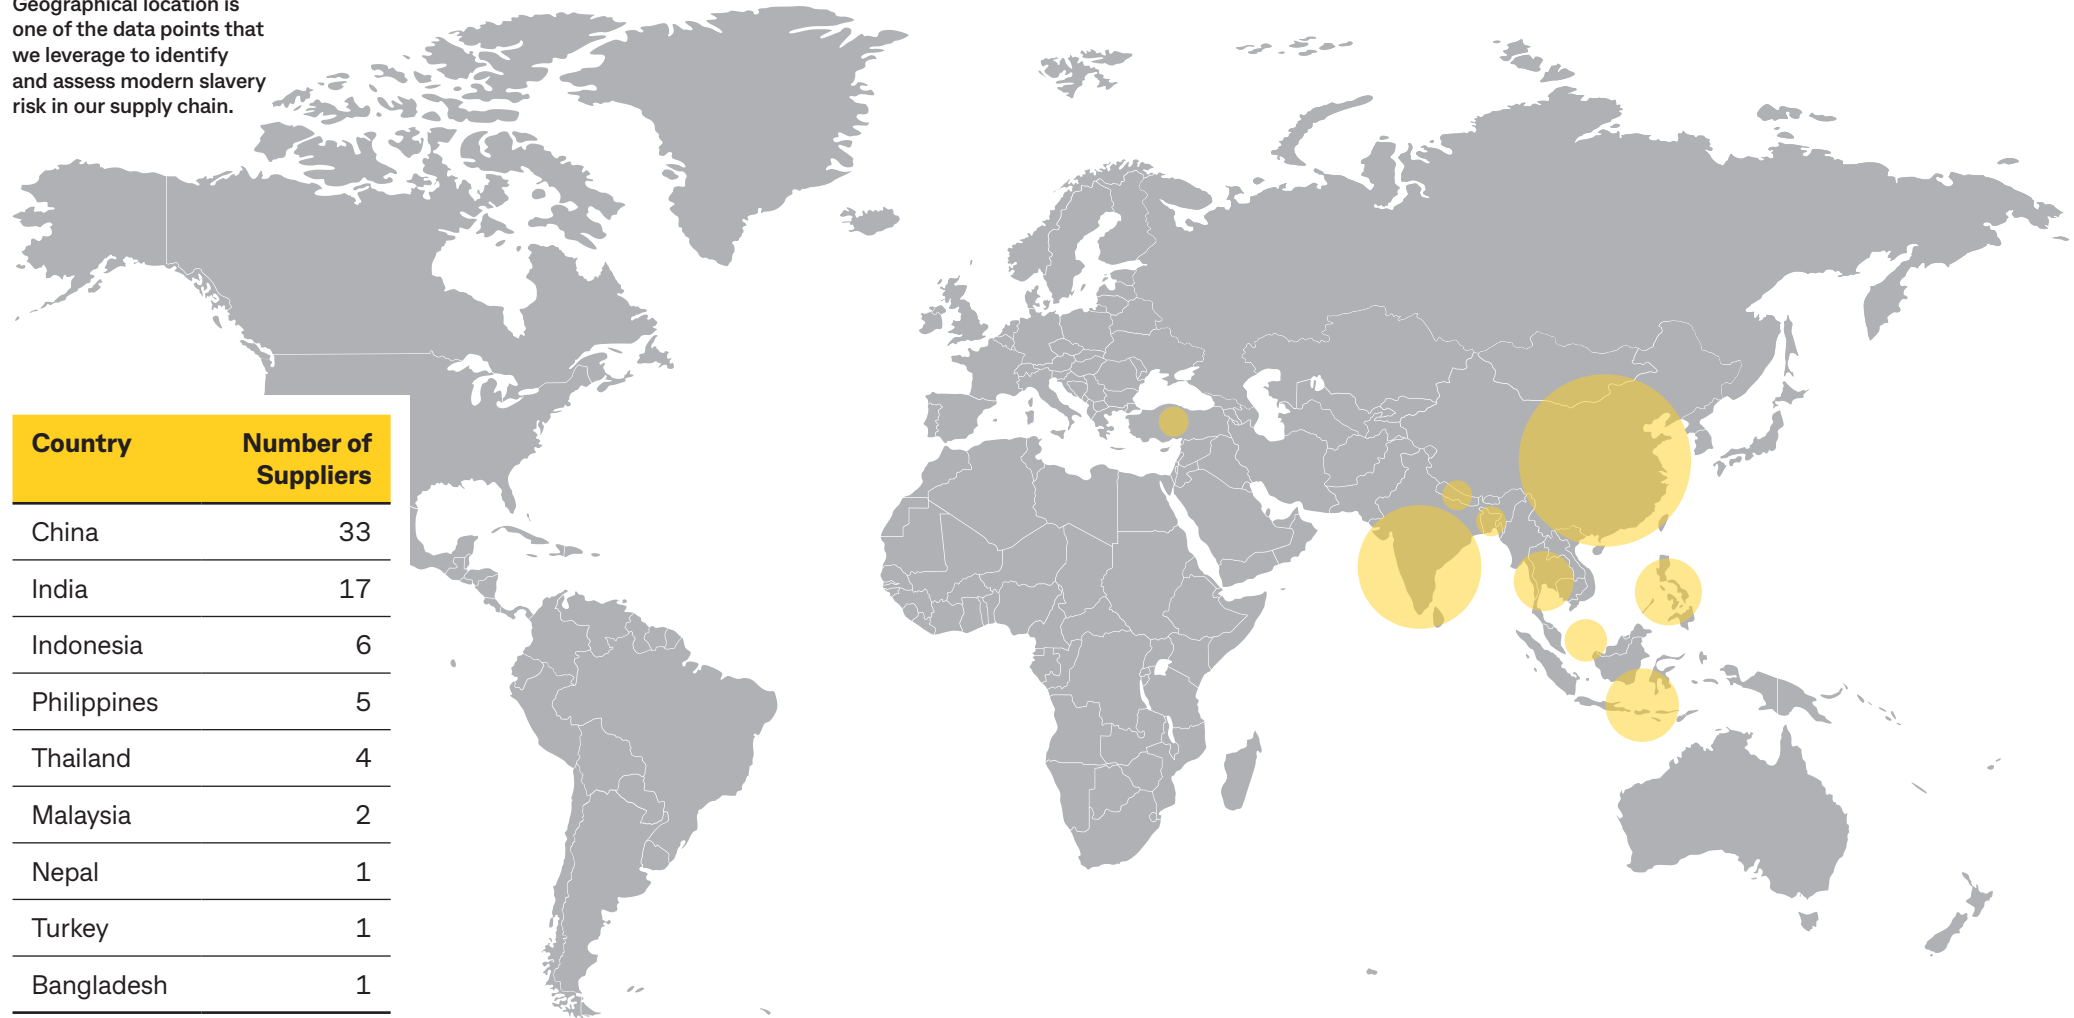 Geographical location is
one of the data points that
we leverage to identify
and assess modern slavery
risk in our supply chain.
Country Number of
Suppliers
China 33
India 17
Indonesia 6
Philippines 5
Thailand 4
Malaysia 2
Nepal 1
Turkey 1
Bangladesh 1